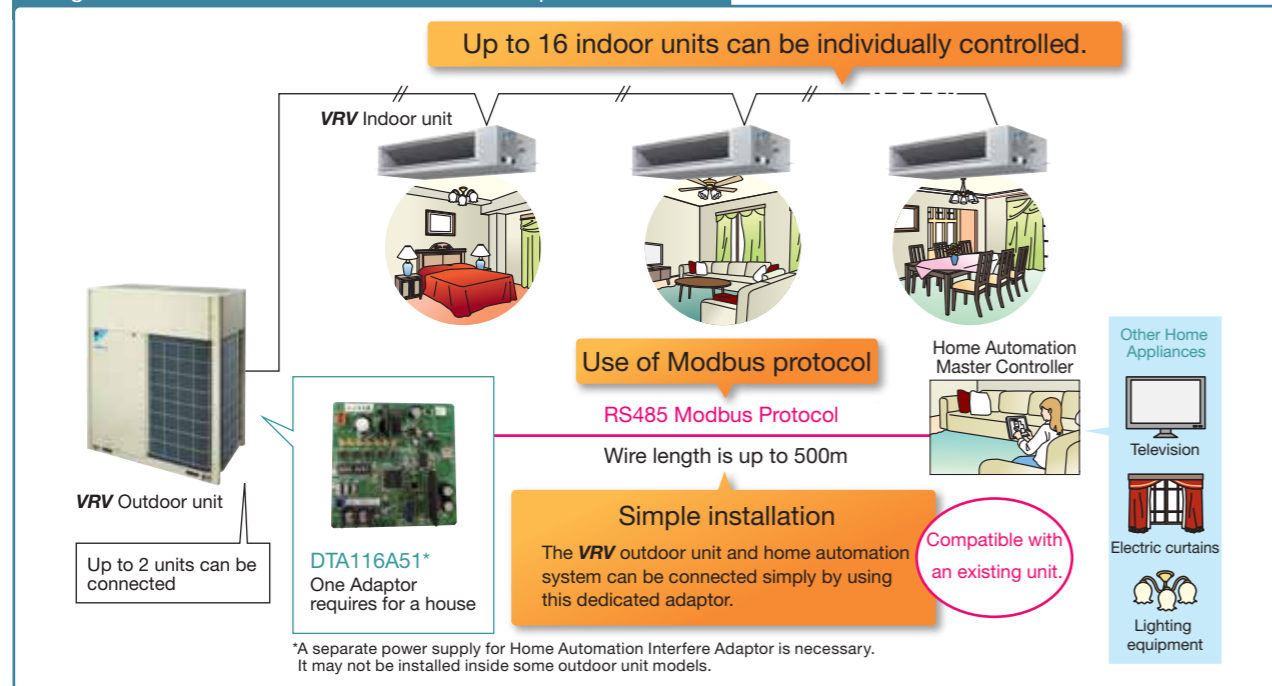 Up to 16 indoor units can be individually controlled.
VRV Indoor unit
Use of Modbus protocol
Home Automation
Master Controller
Other Home
Appliances
RS485 Modbus Protocol
Wire length is up to 500m
Television
VRV Outdoor unit
Up to 2 units can be
connected
DTA116A51*
One Adaptor
requires for a house
Simple installation
The VRV outdoor unit and home automation
system can be connected simply by using
this dedicated adaptor.
Compatible with
an existing unit.
Electric curtains
Lighting
equipment
*A separate power supply for Home Automation Interfere Adaptor is necessary.
It may not be installed inside some outdoor unit models.